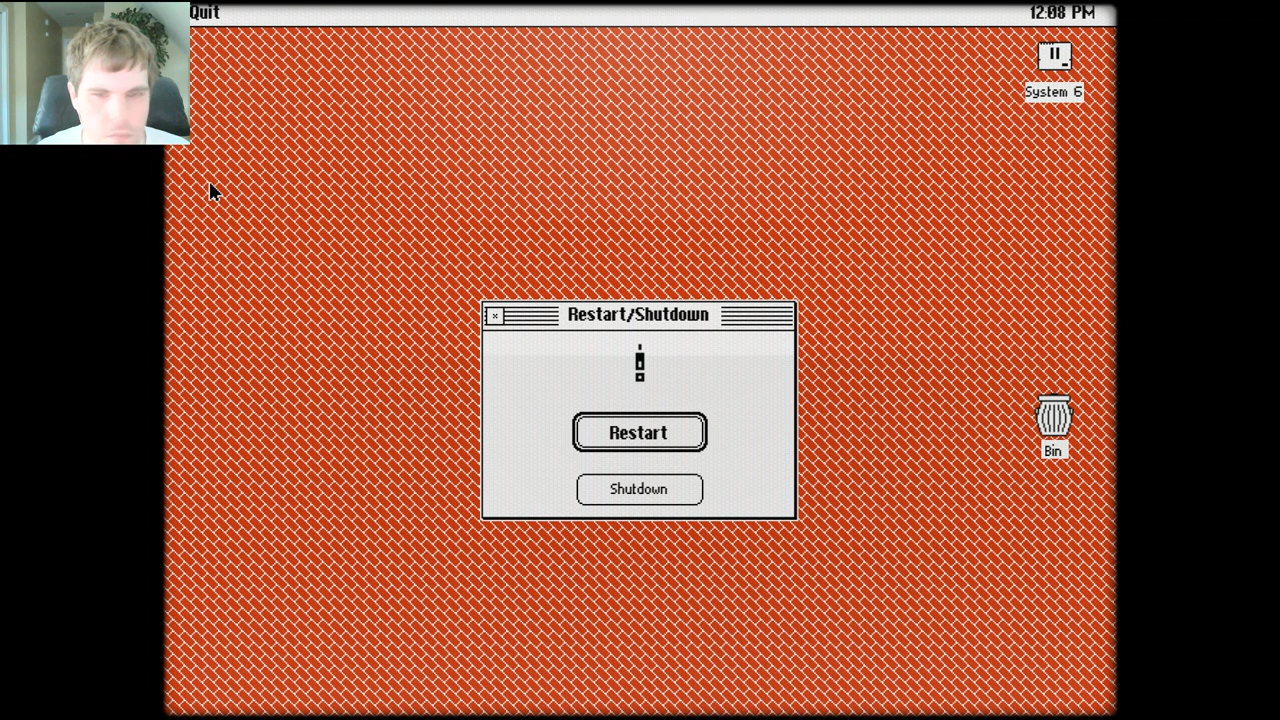 Quit
12:08 PM
System 6
Restart/Shutdown
Restart
Bin
Shutdown